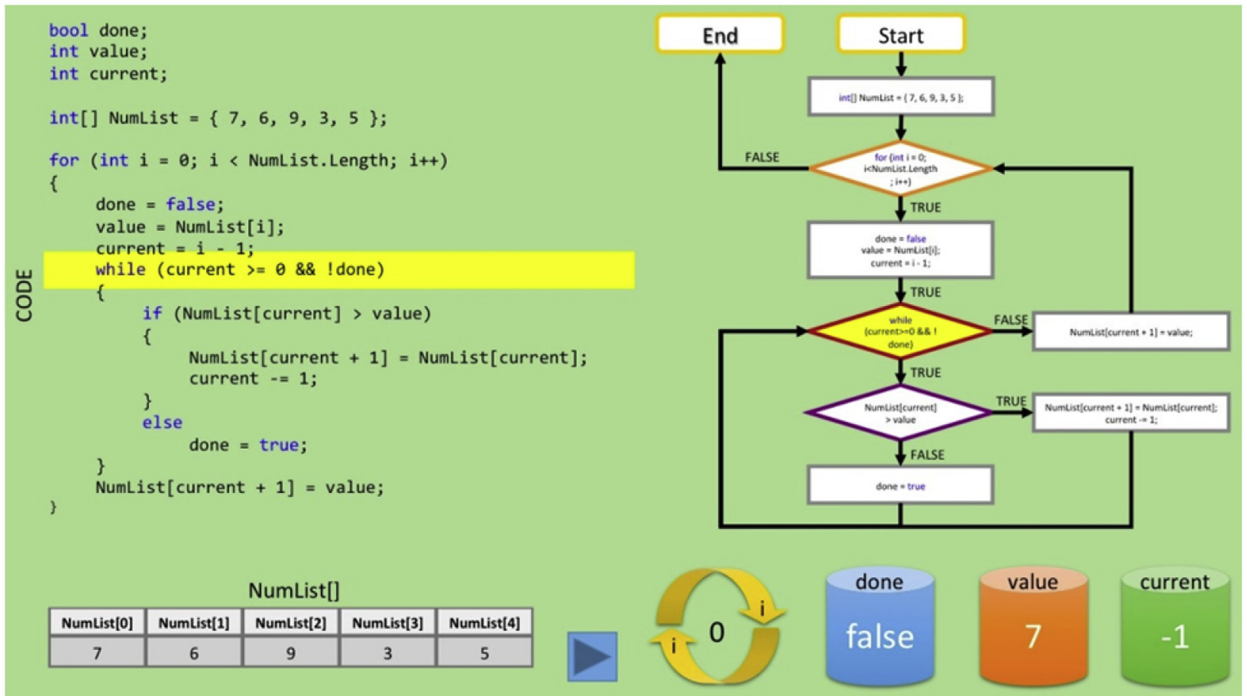 bool done;
int value;
int current;
int[] NumList = { 7, 6, 9, 3, 5 };
for (int i = 0; i < NumList.Length; i++)
{
done = false;
value = NumList[i];
current = i - 1;
while (current >= 0 && !done)
{
if (NumList[current] > value)
{
NumList[current + 1] = NumList[current];
current -= 1;
}
else
done = true;
}
NumList[current + 1] = value;
}
CODE
End
Start
int[] NumList = { 7, 6, 9, 3, 5 };
FALSE
for (int i = 0;
i<NumList.Length
; i++)
TRUE
done = false
value = NumList[i];
current = i - 1;
TRUE
while
(current>=0 && !
done)
FALSE
NumList[current + 1] = value;
TRUE
NumList[current]
> value
TRUE
NumList[current + 1] = NumList[current];
current -= 1;
FALSE
done = true
NumList[]
NumList[0] NumList[1] NumList[2] NumList[3] NumList[4]
7 6 9 3 5
i
0
i
done
false
value
7
current
-1